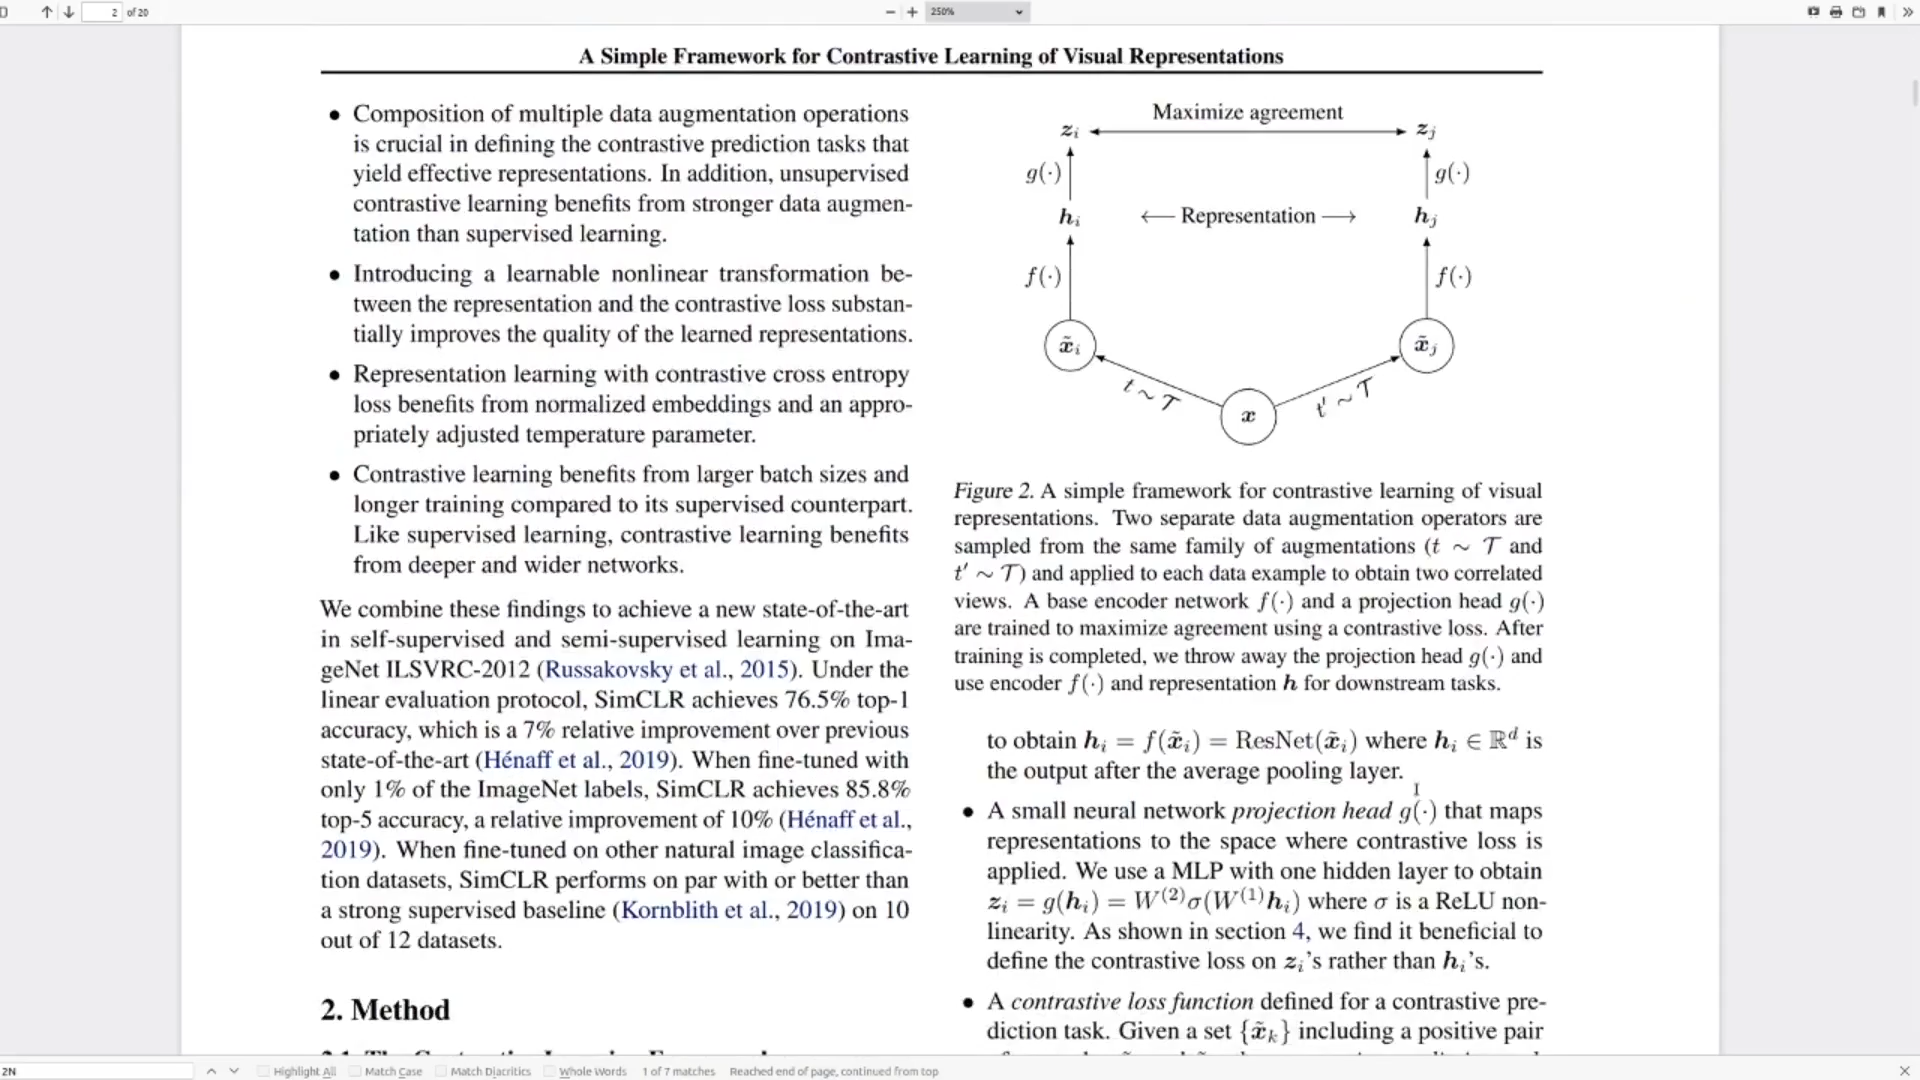 2 of 20
250%
A Simple Framework for Contrastive Learning of Visual Representations
• Composition of multiple data augmentation operations
is crucial in defining the contrastive prediction tasks that
yield effective representations. In addition, unsupervised
contrastive learning benefits from stronger data augmen-
tation than supervised learning.
• Introducing a learnable nonlinear transformation be-
tween the representation and the contrastive loss substan-
tially improves the quality of the learned representations.
• Representation learning with contrastive cross entropy
loss benefits from normalized embeddings and an appro-
priately adjusted temperature parameter.
• Contrastive learning benefits from larger batch sizes and
longer training compared to its supervised counterpart.
Like supervised learning, contrastive learning benefits
from deeper and wider networks.
We combine these findings to achieve a new state-of-the-art
in self-supervised and semi-supervised learning on Ima-
geNet ILSVRC-2012 (Russakovsky et al., 2015). Under the
linear evaluation protocol, SimCLR achieves 76.5% top-1
accuracy, which is a 7% relative improvement over previous
state-of-the-art (Hénaff et al., 2019). When fine-tuned with
only 1% of the ImageNet labels, SimCLR achieves 85.8%
top-5 accuracy, a relative improvement of 10% (Hénaff et al.,
2019). When fine-tuned on other natural image classifica-
tion datasets, SimCLR performs on par with or better than
a strong supervised baseline (Kornblith et al., 2019) on 10
out of 12 datasets.
2. Method
Maximize agreement
z_i z_j
g(·) g(·)
h_i ⟵ Representation ⟶ h_j
f(·) f(·)
x̃_i x̃_j
t ∼ 𝒯 t′ ∼ 𝒯
x
Figure 2. A simple framework for contrastive learning of visual
representations. Two separate data augmentation operators are
sampled from the same family of augmentations (t ∼ 𝒯 and
t′ ∼ 𝒯) and applied to each data example to obtain two correlated
views. A base encoder network f(·) and a projection head g(·)
are trained to maximize agreement using a contrastive loss. After
training is completed, we throw away the projection head g(·) and
use encoder f(·) and representation h for downstream tasks.
to obtain h_i = f(x̃_i) = ResNet(x̃_i) where h_i ∈ ℝ^d is
the output after the average pooling layer.
• A small neural network projection head g(·) that maps
representations to the space where contrastive loss is
applied. We use a MLP with one hidden layer to obtain
z_i = g(h_i) = W^(2)σ(W^(1)h_i) where σ is a ReLU non-
linearity. As shown in section 4, we find it beneficial to
define the contrastive loss on z_i's rather than h_i's.
• A contrastive loss function defined for a contrastive pre-
diction task. Given a set {x̃_k} including a positive pair
2N
Highlight All Match Case Match Diacritics Whole Words 1 of 7 matches Reached end of page, continued from top